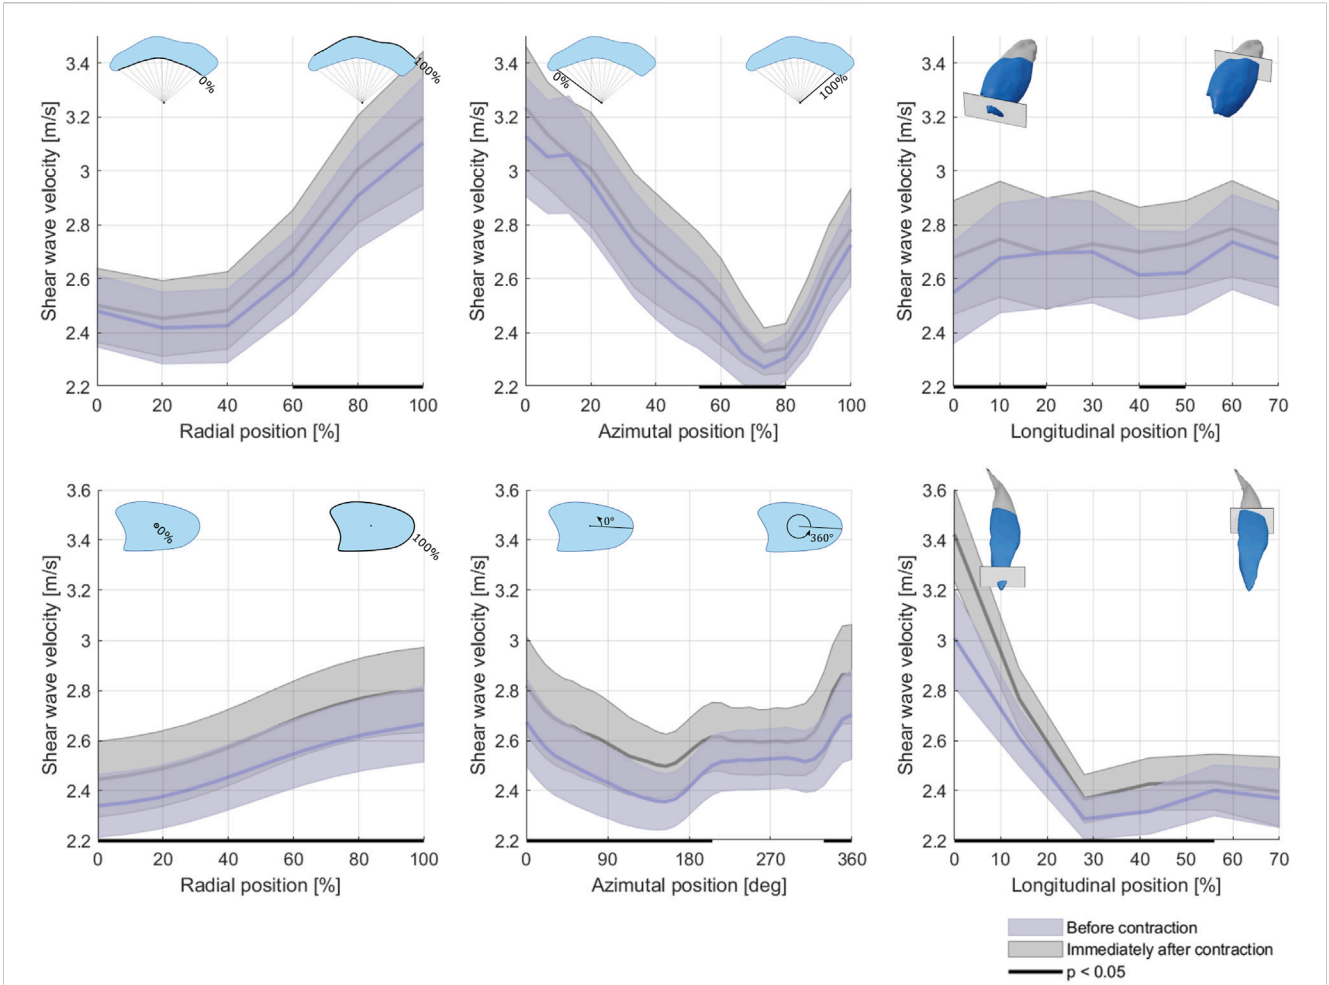 3.4
3.2
3
2.8
2.6
2.4
2.2
Shear wave velocity [m/s]
0%
100%
0 20 40 60 80 100
Radial position [%]
3.4
3.2
3
2.8
2.6
2.4
2.2
Shear wave velocity [m/s]
0%
100%
0 20 40 60 80 100
Azimutal position [%]
3.4
3.2
3
2.8
2.6
2.4
2.2
Shear wave velocity [m/s]
0 10 20 30 40 50 60 70
Longitudinal position [%]
3.6
3.4
3.2
3
2.8
2.6
2.4
2.2
Shear wave velocity [m/s]
0%
100%
0 20 40 60 80 100
Radial position [%]
3.6
3.4
3.2
3
2.8
2.6
2.4
2.2
Shear wave velocity [m/s]
0°
360°
0 90 180 270 360
Azimutal position [deg]
3.6
3.4
3.2
3
2.8
2.6
2.4
2.2
Shear wave velocity [m/s]
0 10 20 30 40 50 60 70
Longitudinal position [%]
Before contraction
Immediately after contraction
p < 0.05